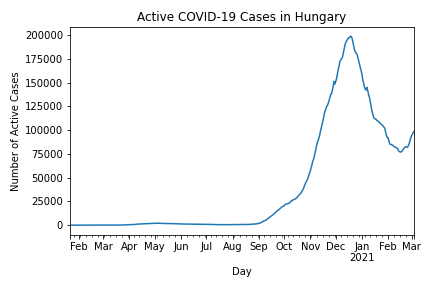 Active COVID-19 Cases in Hungary
Number of Active Cases
200000
175000
150000
125000
100000
75000
50000
25000
0
Feb Mar Apr May Jun Jul Aug Sep Oct Nov Dec Jan Feb Mar
2021
Day